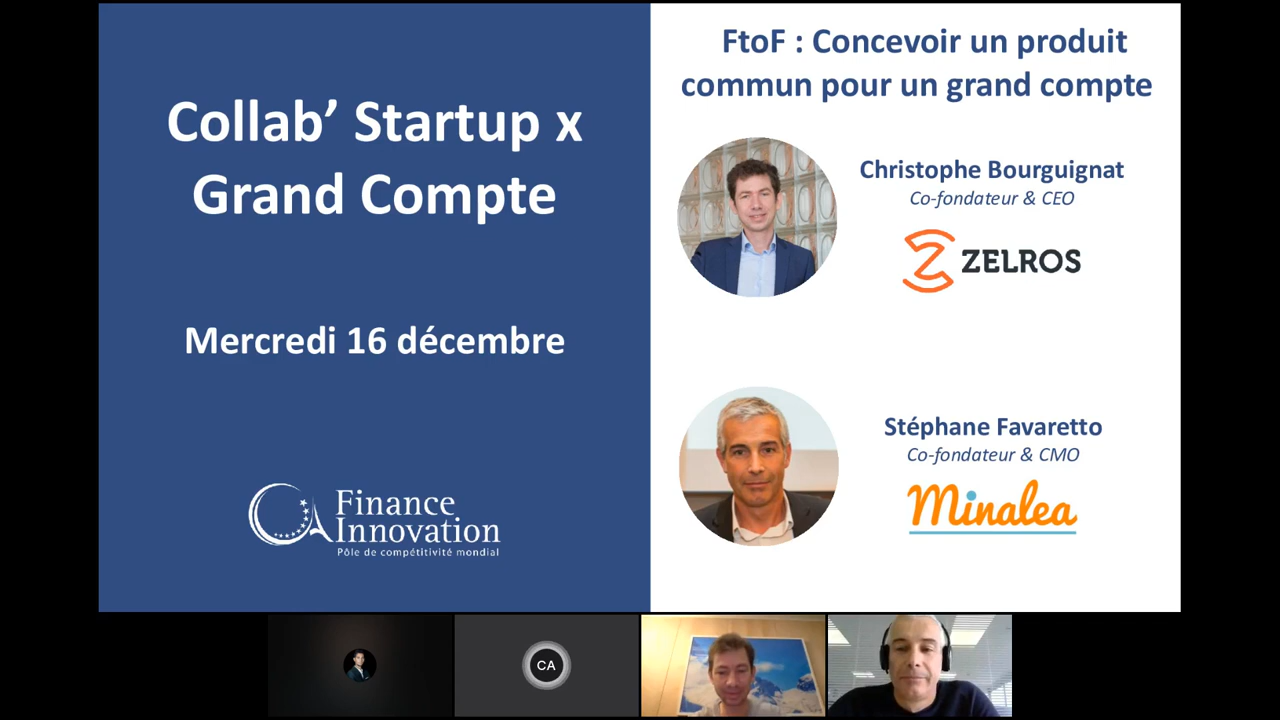 Collab’ Startup x
Grand Compte
Mercredi 16 décembre
Finance
Innovation
Pôle de compétitivité mondial
FtoF : Concevoir un produit
commun pour un grand compte
Christophe Bourguignat
Co-fondateur & CEO
ZELROS
Stéphane Favaretto
Co-fondateur & CMO
Minalea
CA